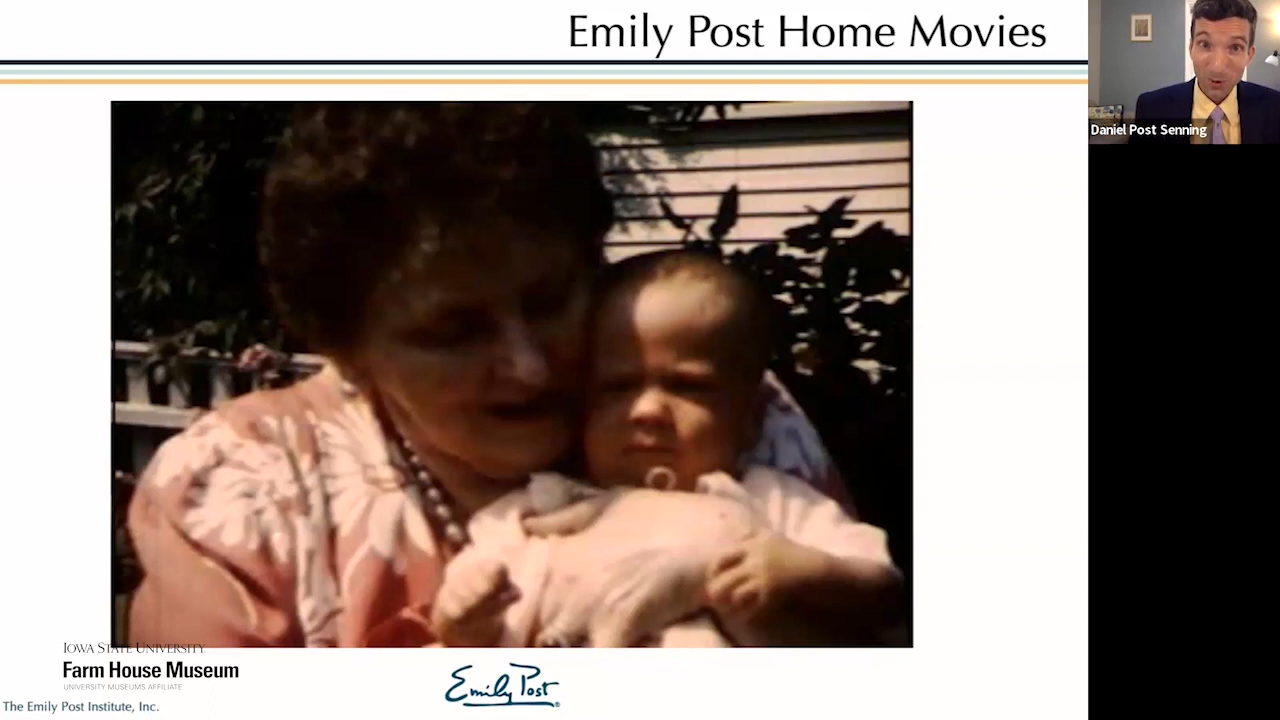 Emily Post Home Movies
Daniel Post Senning
IOWA STATE UNIVERSITY
Farm House Museum
UNIVERSITY MUSEUMS AFFILIATE
Emily Post®
The Emily Post Institute, Inc.